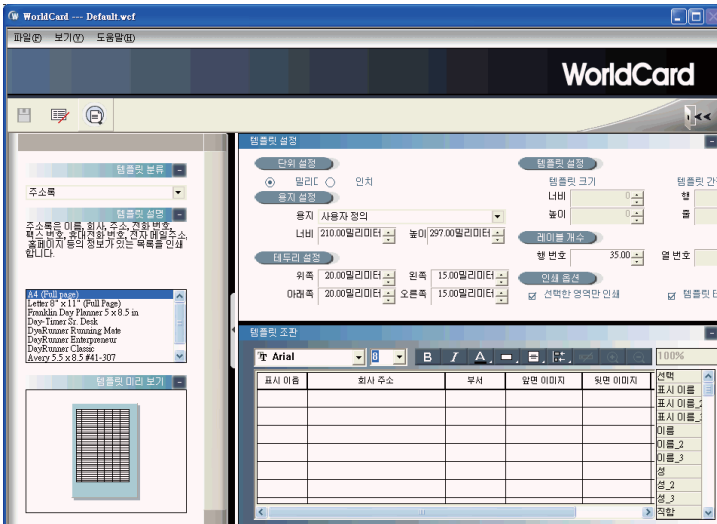 WorldCard --- Default.wcf
파일(F) 보기(V) 도움말(H)
WorldCard
템플릿 분류
주소록
템플릿 설명
주소록은 이름, 회사, 주소, 전화 번호,
팩스 번호, 휴대전화 번호, 전자 메일주소,
홈페이지 등의 정보가 있는 목록을 인쇄
합니다.
A4 (Full page)
Letter 8" x 11" (Full Page)
Franklin Day Planner 5 x 8.5 in
Day-Timer Sr. Desk
DyaRunner Running Mate
DayRunner Enterpreneur
DayRunner Classic
Avery 5.5 x 8.5 #41-307
템플릿 미리 보기
템플릿 설정
단위 설정
밀리 인치
용지 설정
용지 사용자 정의
너비 210.00밀리미터 높이 297.00밀리미터
테두리 설정
위쪽 20.00밀리미터 왼쪽 15.00밀리미터
아래쪽 20.00밀리미터 오른쪽 15.00밀리미터
템플릿 설정
템플릿 크기 템플릿 간
너비 0 행
높이 0 줄
레이블 개수
행 번호 35.00 열 번호
인쇄 옵션
선택한 영역만 인쇄 템플릿
템플릿 조판
Arial 8 B I A 100%
표시 이름 회사 주소 부서 앞면 이미지 뒷면 이미지
선택
표시 이름
표시 이름_2
표시 이름_3
이름
이름_2
이름_3
성
성_2
성_3
직함